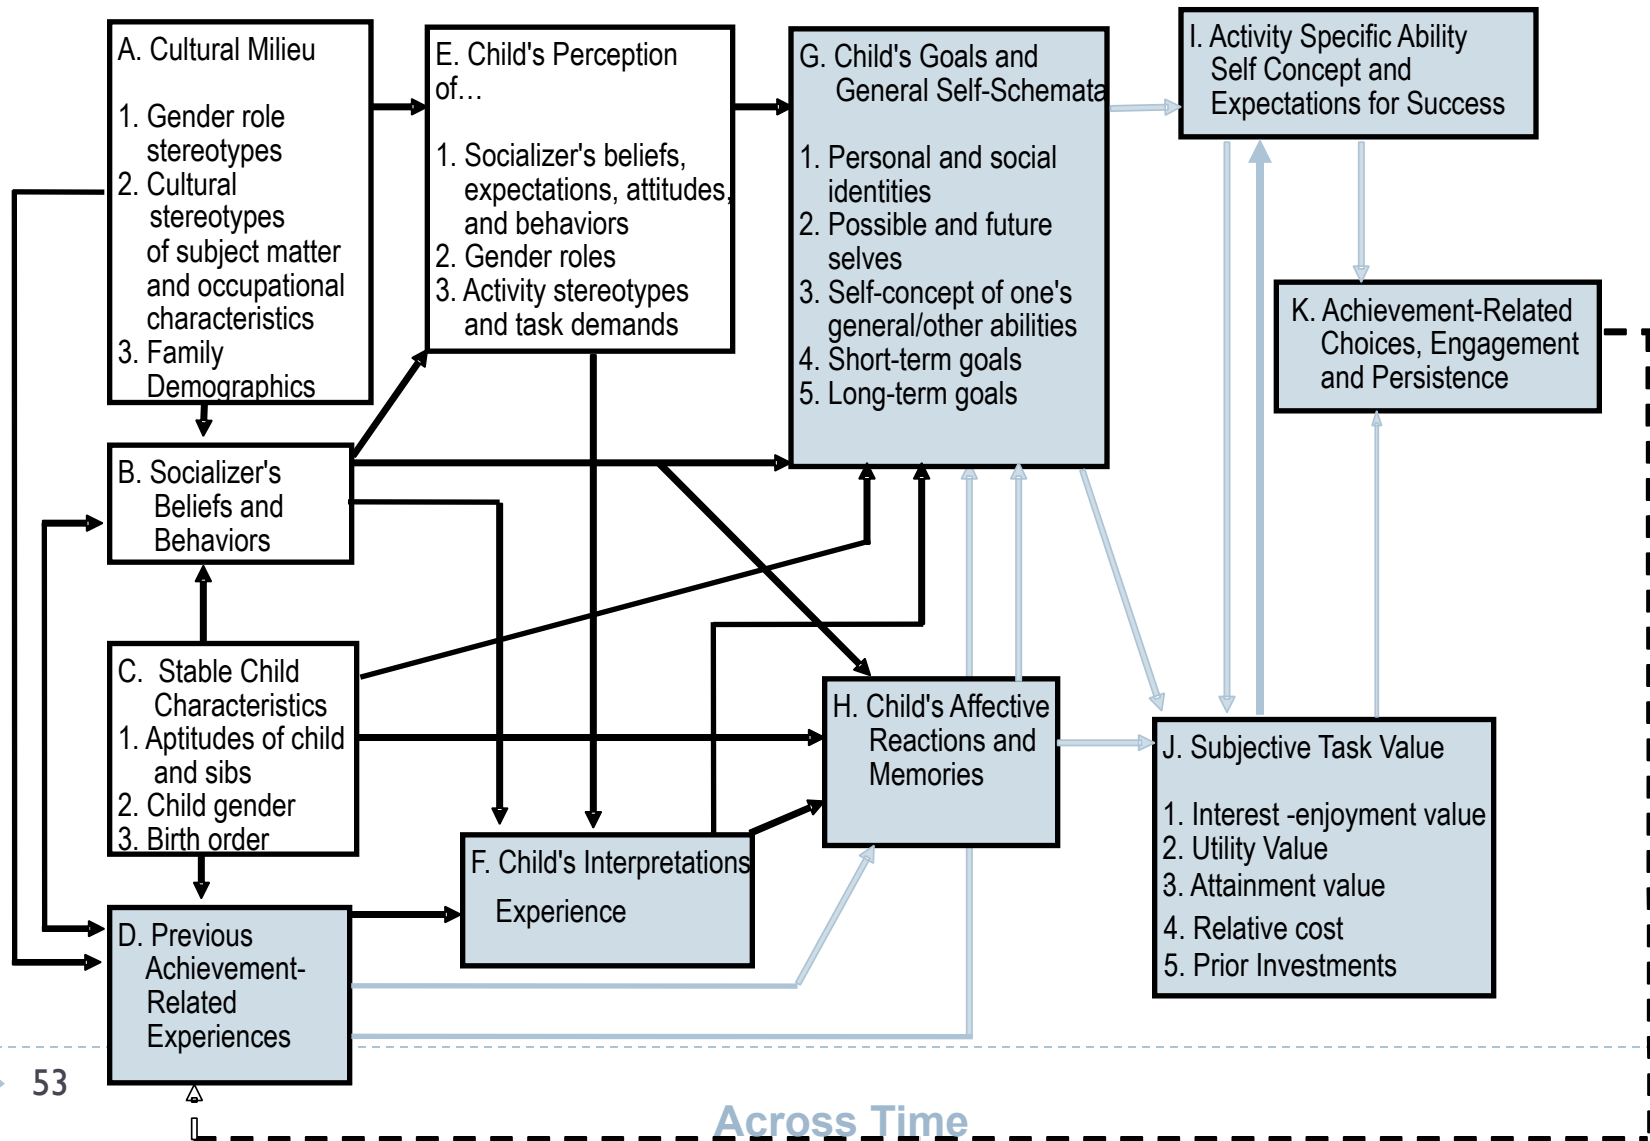 A. Cultural Milieu
1. Gender role
stereotypes
2. Cultural
stereotypes
of subject matter
and occupational
characteristics
3. Family
Demographics
B. Socializer's
Beliefs and
Behaviors
C. Stable Child
Characteristics
1. Aptitudes of child
and sibs
2. Child gender
3. Birth order
D. Previous
Achievement-
Related
Experiences
E. Child's Perception
of…
1. Socializer's beliefs,
expectations, attitudes,
and behaviors
2. Gender roles
3. Activity stereotypes
and task demands
F. Child's Interpretations
Experience
G. Child's Goals and
General Self-Schemata
1. Personal and social
identities
2. Possible and future
selves
3. Self-concept of one's
general/other abilities
4. Short-term goals
5. Long-term goals
H. Child's Affective
Reactions and
Memories
I. Activity Specific Ability
Self Concept and
Expectations for Success
J. Subjective Task Value
1. Interest -enjoyment value
2. Utility Value
3. Attainment value
4. Relative cost
5. Prior Investments
K. Achievement-Related
Choices, Engagement
and Persistence
53
Across Time